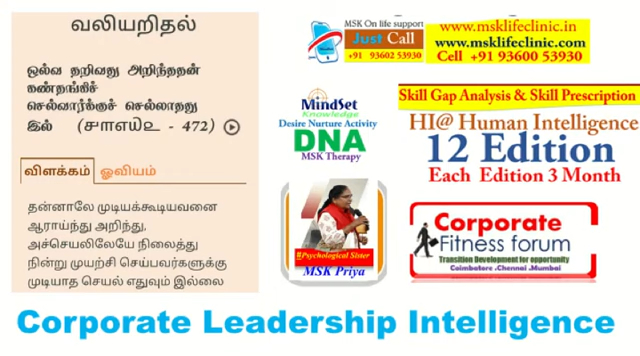 வலியறிதல்
ஒல்வ தறிவது அறிந்ததன்
கண்தங்கிச்
செல்வார்க்குச் செல்லாதது
இல் (௪௱௭௰௨ - 472)
விளக்கம்
ஓவியம்
தன்னாலே முடியக்கூடியவனை
ஆராய்ந்து அறிந்து,
அச்செயலிலேயே நிலைத்து
நின்று முயற்சி செய்பவர்களுக்கு
முடியாத செயல் எதுவும் இல்லை
MSK On life support
Just Call
+91 9360053930
www.msklifeclinic.in
www.msklifeclinic.com
Cell +91 93600 53930
MindSet
Knowledge
Desire Nurture Activity
DNA
MSK Therapy
Skill Gap Analysis & Skill Prescription
HI@ Human Intelligence
12 Edition
Each Edition 3 Month
#Psychological Sister
MSK Priya
Corporate
Fitness forum
Transition Development for opportunity
Coimbatore .Chennai .Mumbai
Corporate Leadership Intelligence